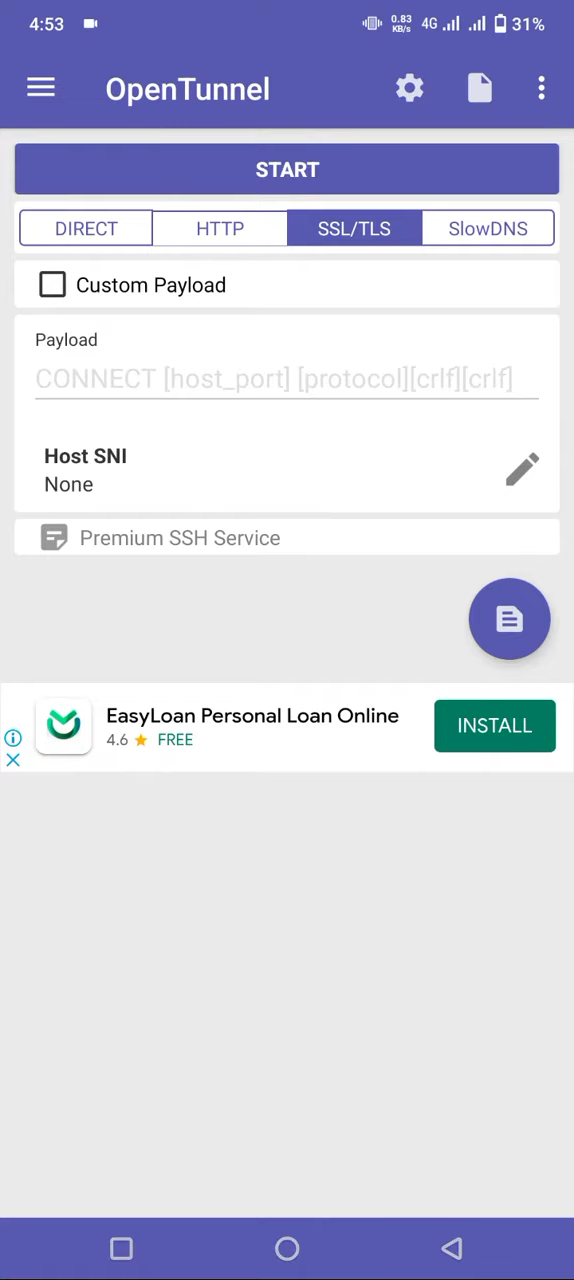 4:53 0.83 KB/s 4G 31%
OpenTunnel
START
DIRECT HTTP SSL/TLS SlowDNS
Custom Payload
Payload
CONNECT [host_port] [protocol][crlf][crlf]
Host SNI
None
Premium SSH Service
EasyLoan Personal Loan Online
4.6 ★ FREE
INSTALL